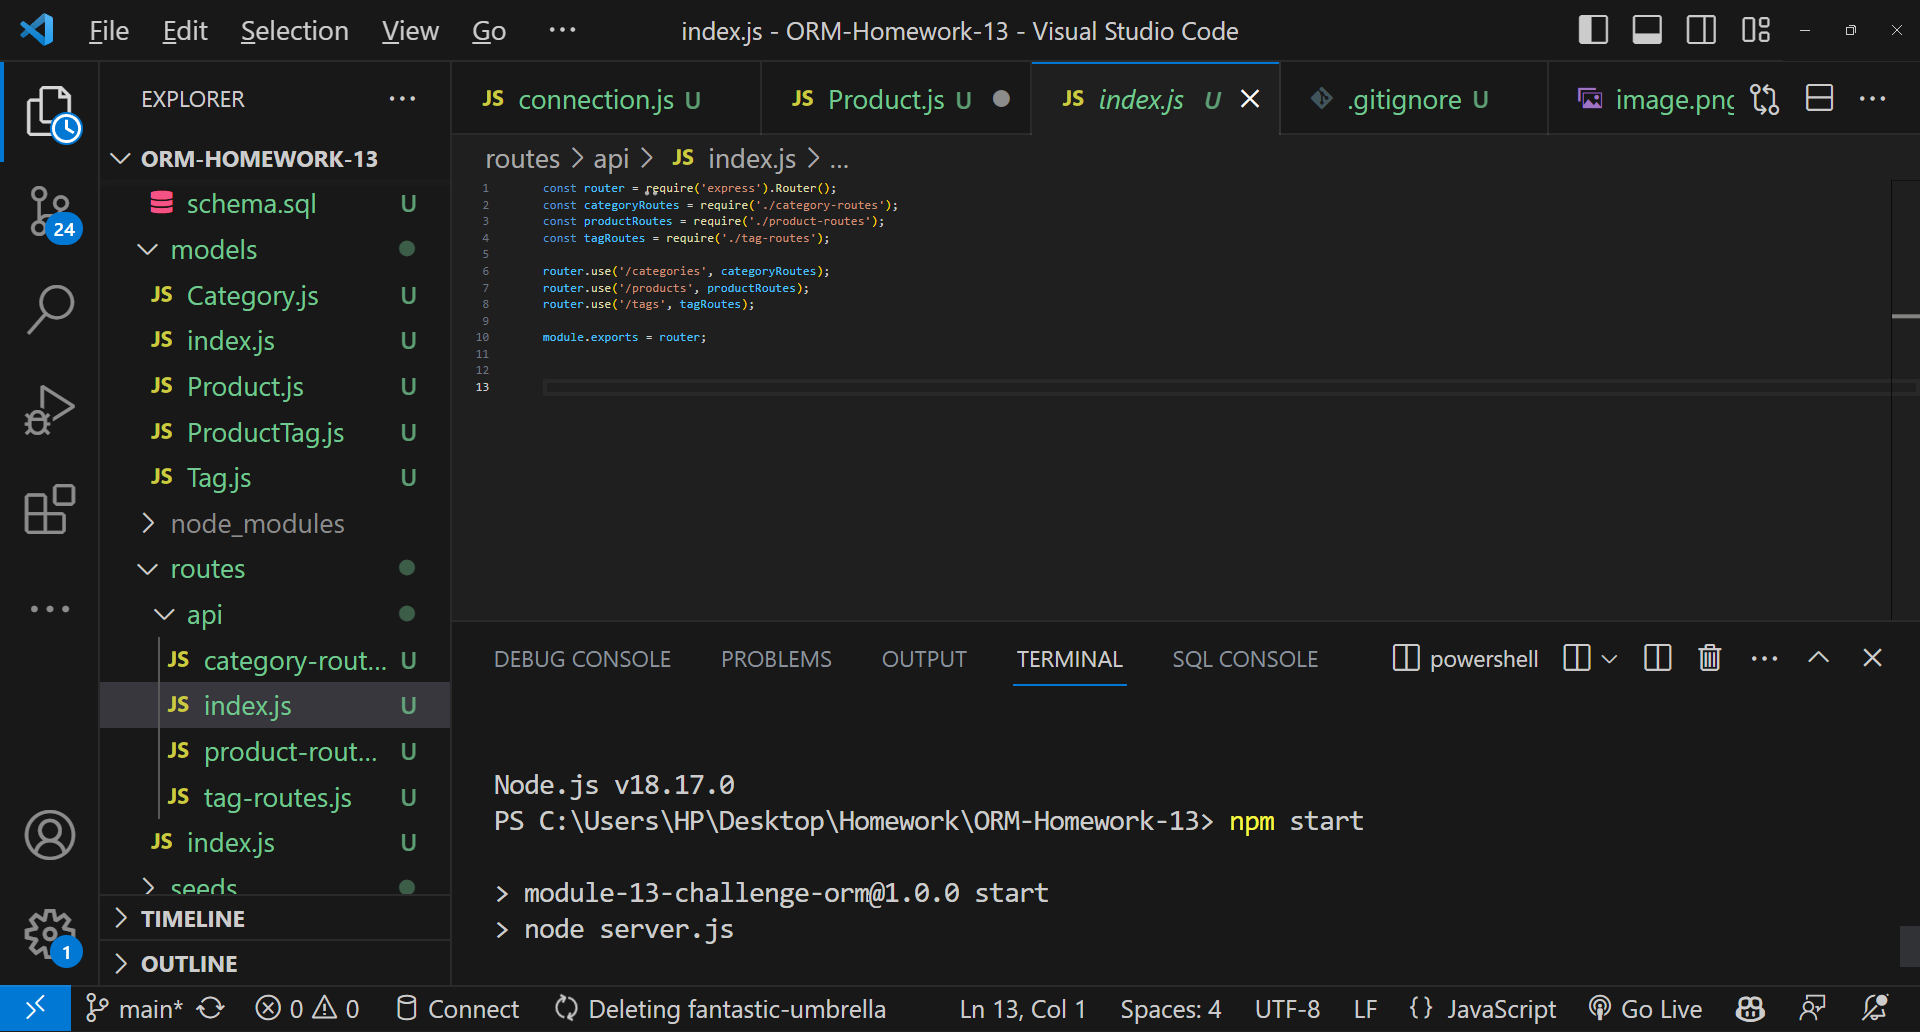 File Edit Selection View Go ··· index.js - ORM-Homework-13 - Visual Studio Code
EXPLORER ···
ORM-HOMEWORK-13
schema.sql U
models
JS Category.js U
JS index.js U
JS Product.js U
JS ProductTag.js U
JS Tag.js U
node_modules
routes
api
JS category-rout... U
JS index.js U
JS product-rout... U
JS tag-routes.js U
JS index.js U
seeds
TIMELINE
OUTLINE
24
1
JS connection.js U JS Product.js U JS index.js U .gitignore U image.png ···
routes > api > JS index.js > ...
1 const router = require('express').Router();
2 const categoryRoutes = require('./category-routes');
3 const productRoutes = require('./product-routes');
4 const tagRoutes = require('./tag-routes');
5
6 router.use('/categories', categoryRoutes);
7 router.use('/products', productRoutes);
8 router.use('/tags', tagRoutes);
9
10 module.exports = router;
11
12
13
DEBUG CONSOLE PROBLEMS OUTPUT TERMINAL SQL CONSOLE powershell ···
Node.js v18.17.0
PS C:\Users\HP\Desktop\Homework\ORM-Homework-13> npm start
> module-13-challenge-orm@1.0.0 start
> node server.js
main* 0 0 Connect Deleting fantastic-umbrella Ln 13, Col 1 Spaces: 4 UTF-8 LF {} JavaScript Go Live